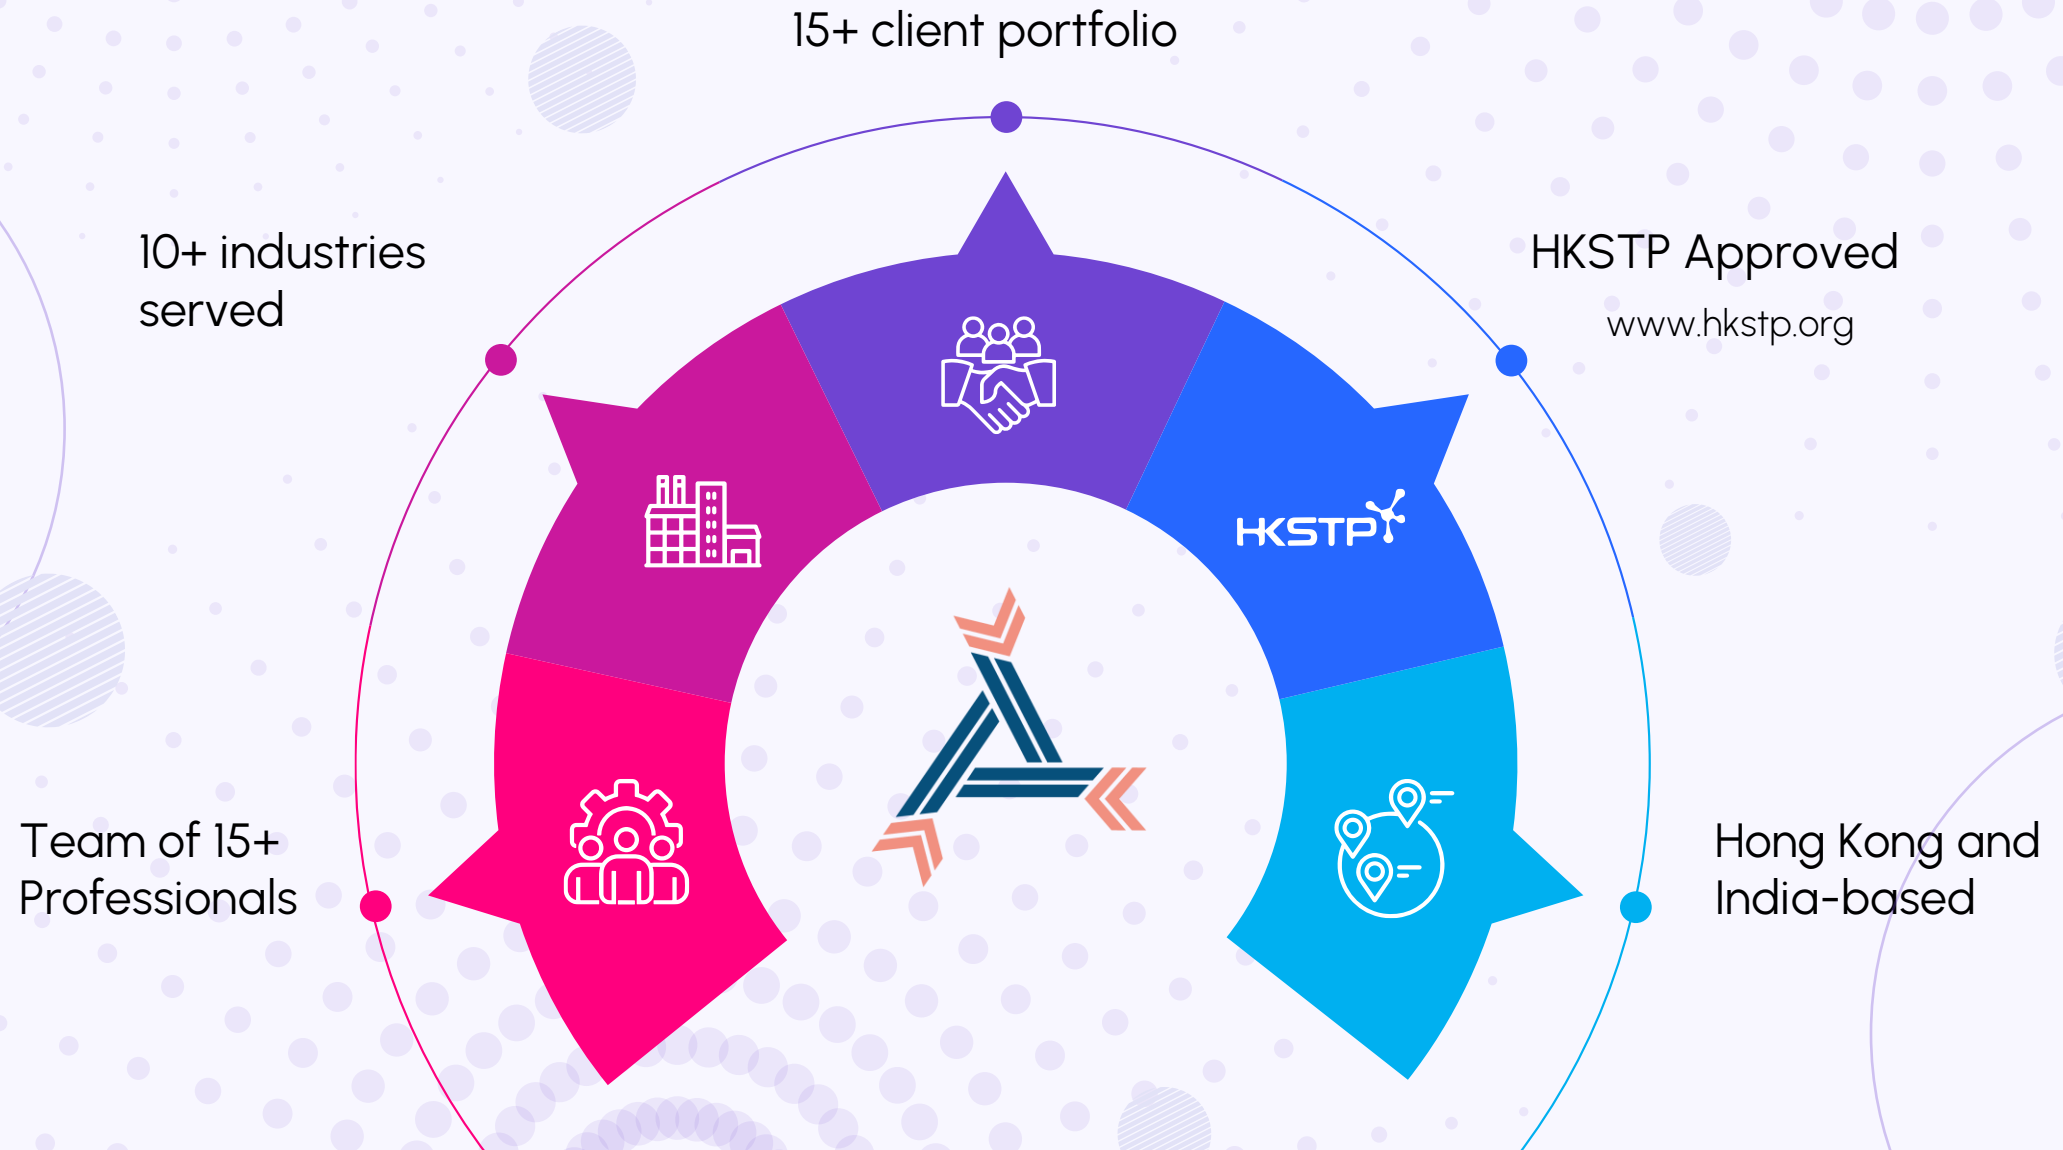 15+ client portfolio
10+ industries
served
HKSTP Approved
www.hkstp.org
HKSTP
Team of 15+
Professionals
Hong Kong and
India-based